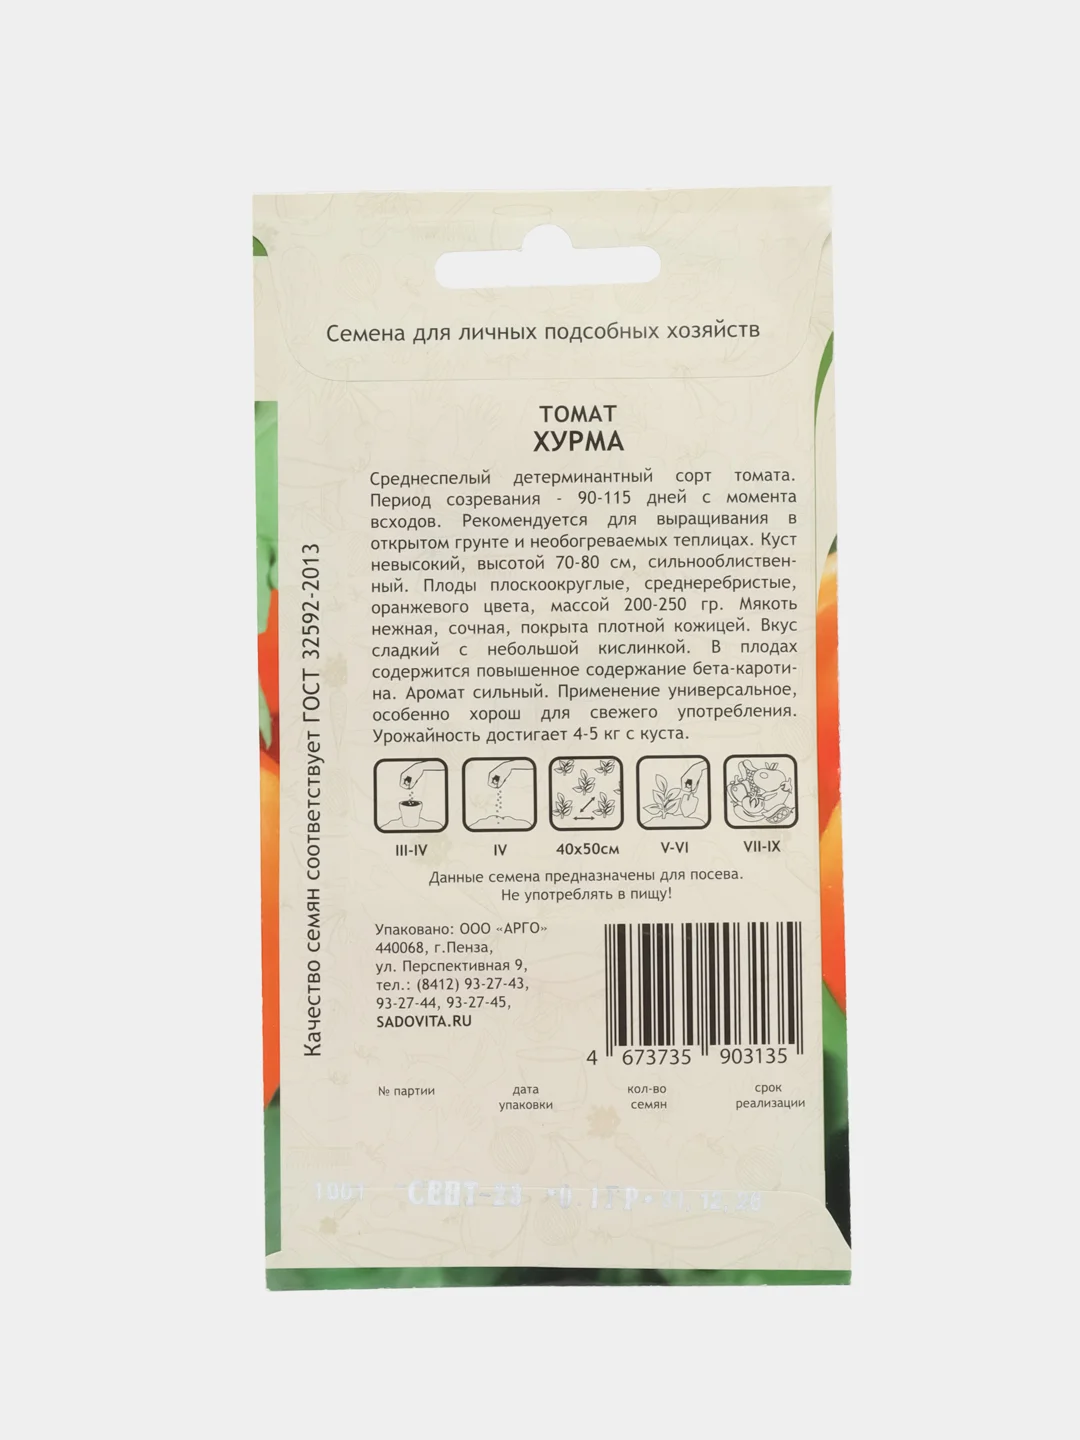 Семена для личных подсобных хозяйств
ТОМАТ
ХУРМА
Среднеспелый детерминантный сорт томата.
Период созревания - 90-115 дней с момента
всходов. Рекомендуется для выращивания в
открытом грунте и необогреваемых теплицах. Куст
невысокий, высотой 70-80 см, сильнооблиствен-
ный. Плоды плоскоокруглые, среднеребристые,
оранжевого цвета, массой 200-250 гр. Мякоть
нежная, сочная, покрыта плотной кожицей. Вкус
сладкий с небольшой кислинкой. В плодах
содержится повышенное содержание бета-кароти-
на. Аромат сильный. Применение универсальное,
особенно хорош для свежего употребления.
Урожайность достигает 4-5 кг с куста.
III-IV IV 40х50см V-VI VII-IX
Данные семена предназначены для посева.
Не употреблять в пищу!
Качество семян соответствует ГОСТ 32592-2013
Упаковано: ООО «АРГО»
440068, г.Пенза,
ул. Перспективная 9,
тел.: (8412) 93-27-43,
93-27-44, 93-27-45,
SADOVITA.RU
4 673735 903135
№ партии дата упаковки кол-во семян срок реализации